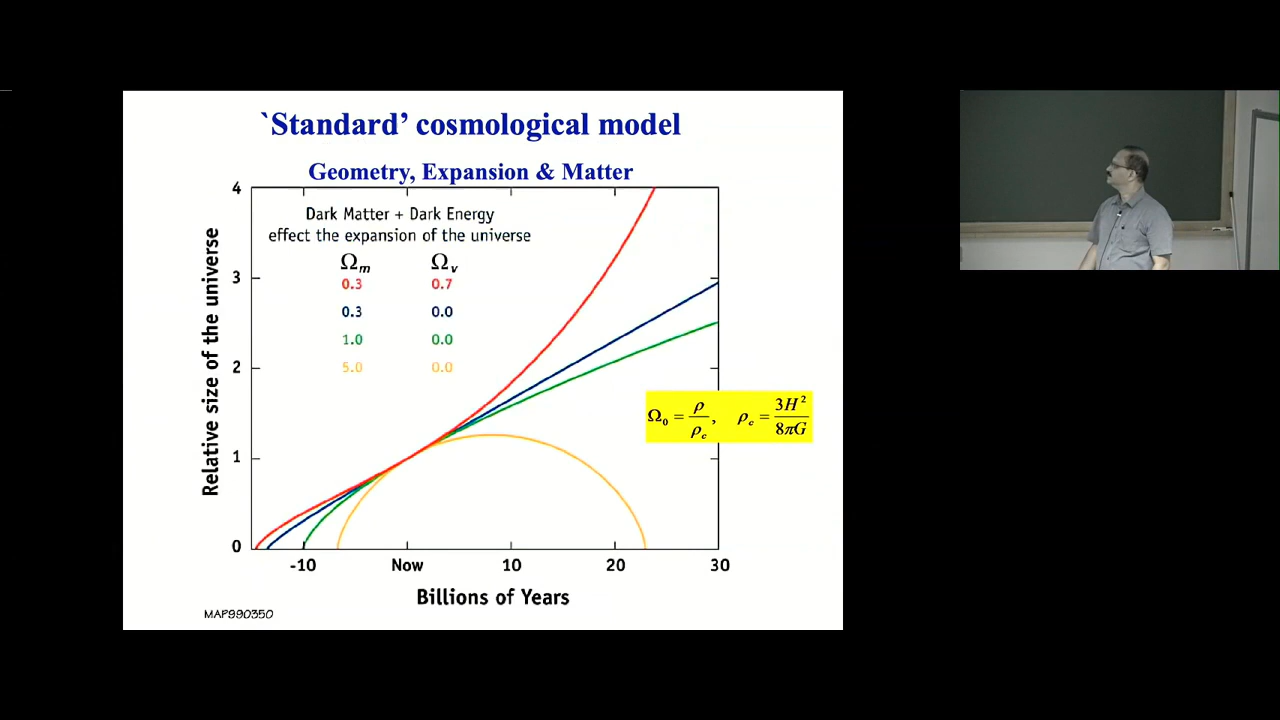 `Standard' cosmological model
Geometry, Expansion & Matter
Dark Matter + Dark Energy
effect the expansion of the universe
Ωm Ωv
0.3 0.7
0.3 0.0
1.0 0.0
5.0 0.0
Relative size of the universe
4
3
2
1
0
-10 Now 10 20 30
Billions of Years
Ω0 = ρ/ρc, ρc = 3H²/8πG
MAP990350